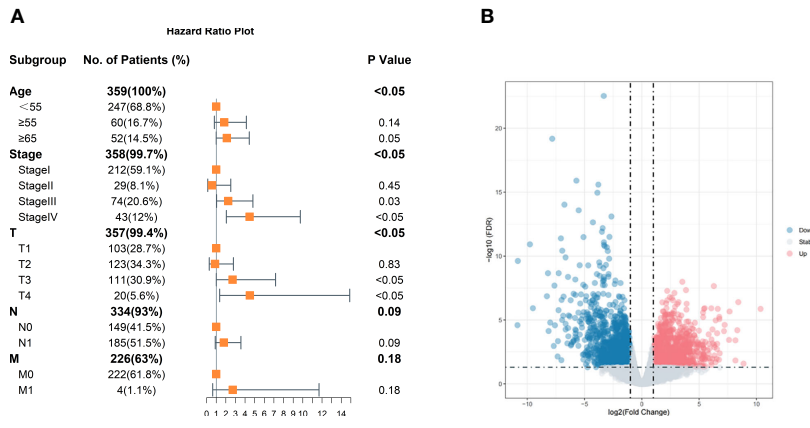 A
Hazard Ratio Plot
Subgroup No. of Patients (%) P Value
Age 359(100%) <0.05
<55 247(68.8%)
≥55 60(16.7%) 0.14
≥65 52(14.5%) 0.05
Stage 358(99.7%) <0.05
StageI 212(59.1%)
StageII 29(8.1%) 0.45
StageIII 74(20.6%) 0.03
StageIV 43(12%) <0.05
T 357(99.4%) <0.05
T1 103(28.7%)
T2 123(34.3%) 0.83
T3 111(30.9%) <0.05
T4 20(5.6%) <0.05
N 334(93%) 0.09
N0 149(41.5%)
N1 185(51.5%) 0.09
M 226(63%) 0.18
M0 222(61.8%)
M1 4(1.1%) 0.18
0 1 2 3 4 5 6 7 8 9 10 12 14
B
−log10 (FDR)
20
15
10
5
0
−10 −5 0 5 10
log2(Fold Change)
Dow
Stab
Up